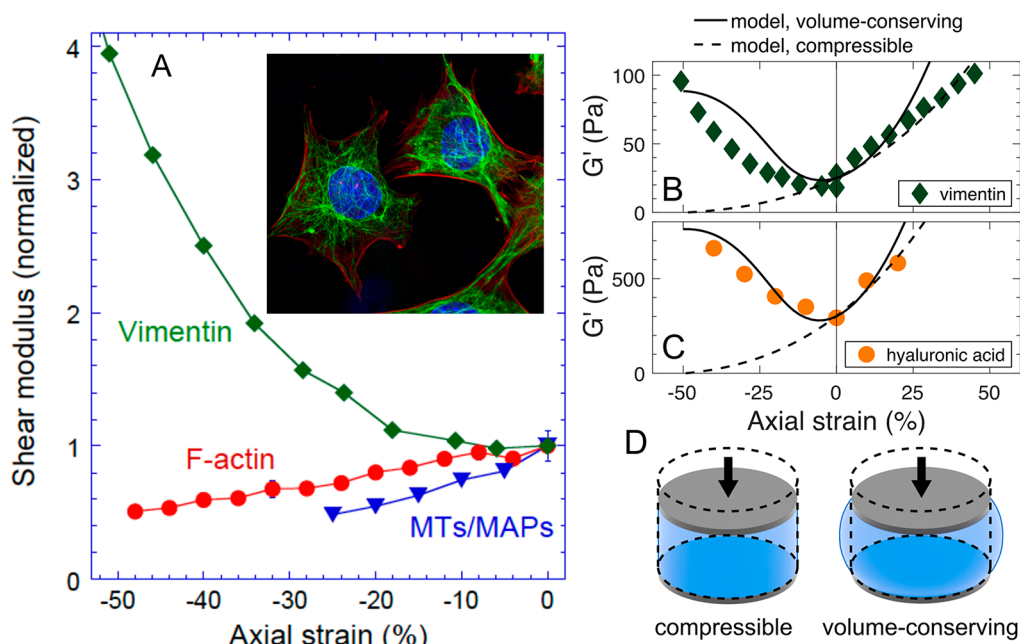 A
Shear modulus (normalized)
4
3
2
1
0
Vimentin
F-actin
MTs/MAPs
-50
-40
-30
-20
-10
0
Axial strain (%)
model, volume-conserving
model, compressible
G' (Pa)
100
50
0
B
vimentin
G' (Pa)
500
0
C
hyaluronic acid
-50
-25
0
25
50
Axial strain (%)
D
compressible
volume-conserving